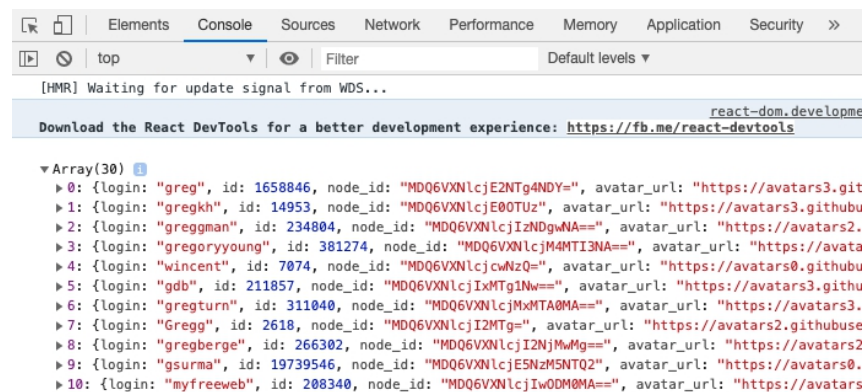 Elements Console Sources Network Performance Memory Application Security »
top ▼ Filter Default levels ▼
[HMR] Waiting for update signal from WDS...
react-dom.developme
Download the React DevTools for a better development experience: https://fb.me/react-devtools
▼Array(30) i
▶0: {login: "greg", id: 1658846, node_id: "MDQ6VXNlcjE2NTg4NDY=", avatar_url: "https://avatars3.git
▶1: {login: "gregkh", id: 14953, node_id: "MDQ6VXNlcjE0OTUz", avatar_url: "https://avatars3.githubu
▶2: {login: "greggman", id: 234804, node_id: "MDQ6VXNlcjIzNDgwNA==", avatar_url: "https://avatars2.
▶3: {login: "gregoryyoung", id: 381274, node_id: "MDQ6VXNlcjM4MTI3NA==", avatar_url: "https://avata
▶4: {login: "wincent", id: 7074, node_id: "MDQ6VXNlcjcwNzQ=", avatar_url: "https://avatars0.githubu
▶5: {login: "gdb", id: 211857, node_id: "MDQ6VXNlcjIxMTg1Nw==", avatar_url: "https://avatars3.githu
▶6: {login: "gregturn", id: 311040, node_id: "MDQ6VXNlcjMxMTA0MA==", avatar_url: "https://avatars3.
▶7: {login: "Gregg", id: 2618, node_id: "MDQ6VXNlcjI2MTg=", avatar_url: "https://avatars2.githubuse
▶8: {login: "gregberge", id: 266302, node_id: "MDQ6VXNlcjI2NjMwMg==", avatar_url: "https://avatars2
▶9: {login: "gsurma", id: 19739546, node_id: "MDQ6VXNlcjE5NzM5NTQ2", avatar_url: "https://avatars0.
▶10: {login: "myfreeweb", id: 208340, node_id: "MDQ6VXNlcjIwODM0MA==", avatar_url: "https://avatars